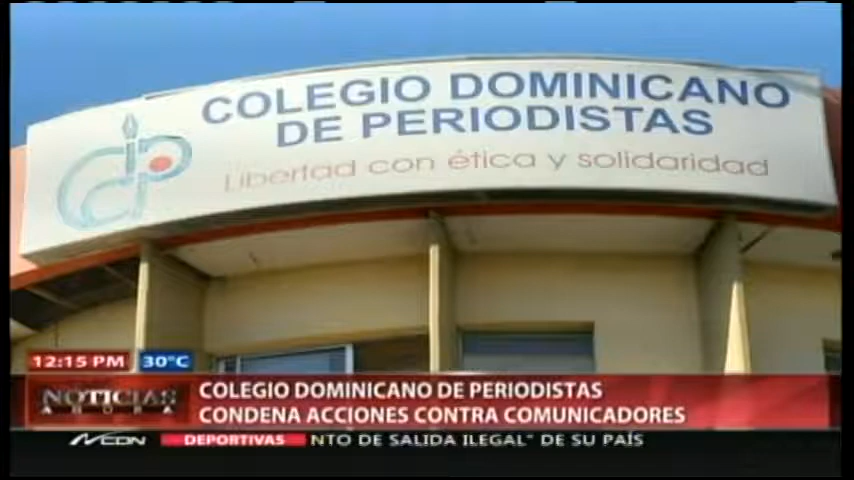 COLEGIO DOMINICANO
DE PERIODISTAS
Libertad con ética y solidaridad
12:15 PM 30°C
NOTICIAS
AHORA
COLEGIO DOMINICANO DE PERIODISTAS
CONDENA ACCIONES CONTRA COMUNICADORES
CDN DEPORTIVAS NTO DE SALIDA ILEGAL" DE SU PAÍS